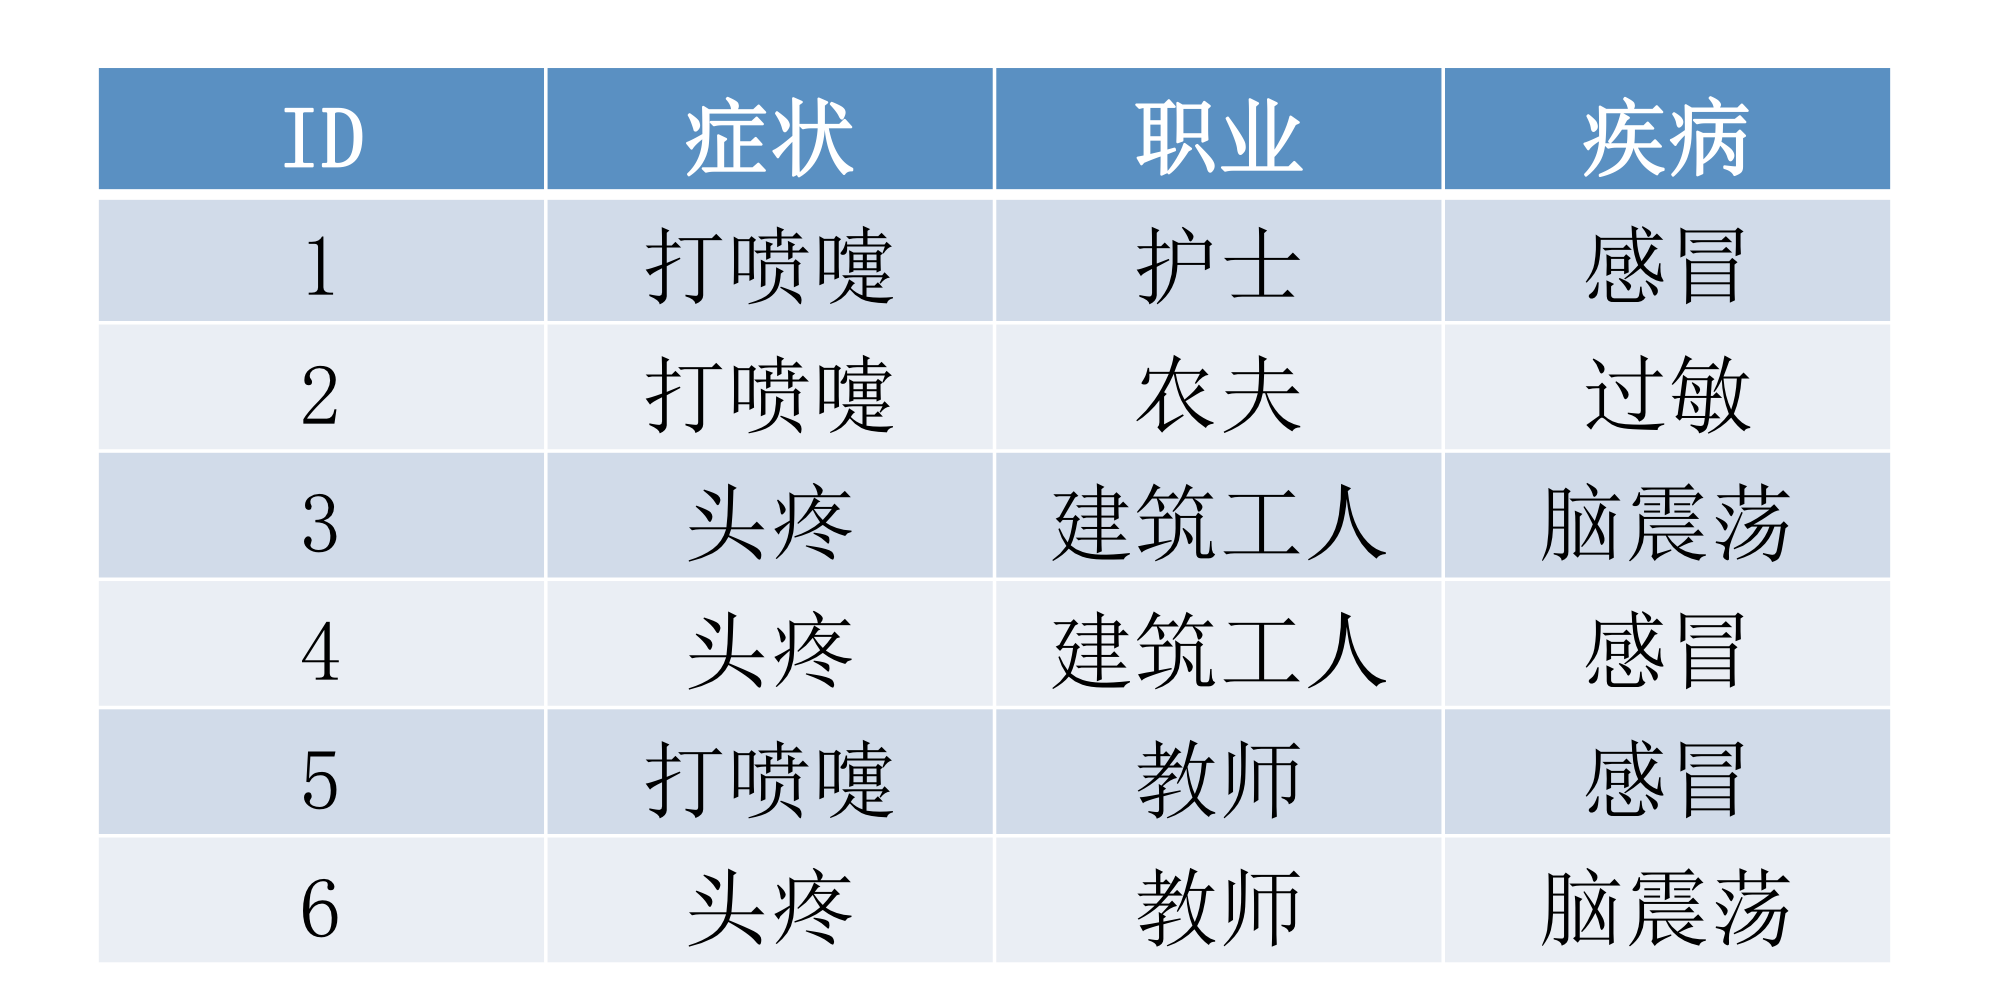 ID 症状 职业 疾病
1 打喷嚏 护士 感冒
2 打喷嚏 农夫 过敏
3 头疼 建筑工人 脑震荡
4 头疼 建筑工人 感冒
5 打喷嚏 教师 感冒
6 头疼 教师 脑震荡